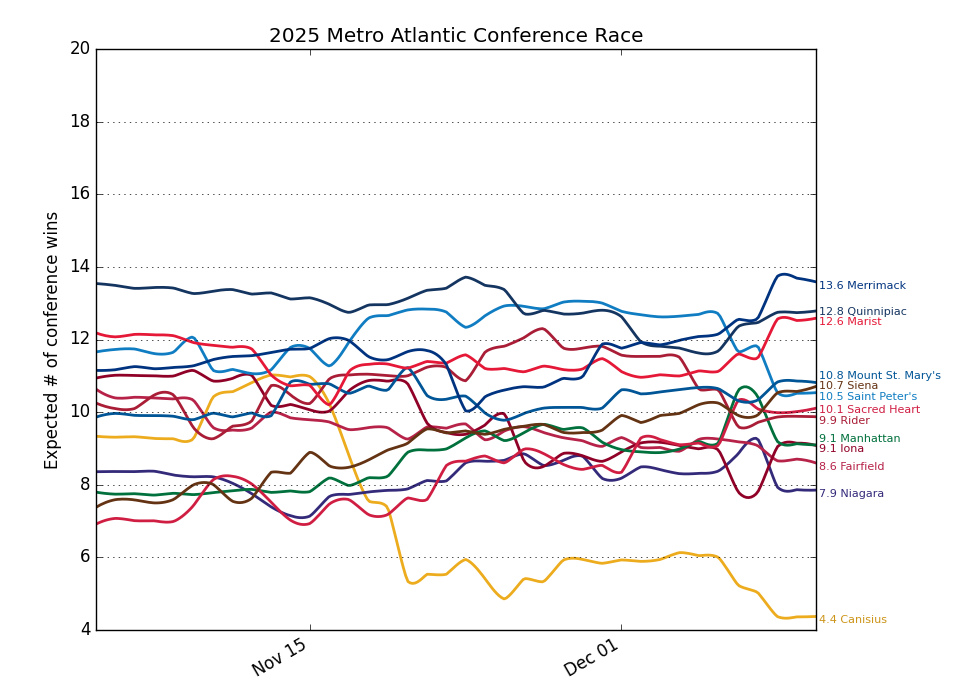 2025 Metro Atlantic Conference Race
Expected # of conference wins
20
18
16
14
12
10
8
6
4
Nov 15
Dec 01
13.6 Merrimack
12.8 Quinnipiac
12.6 Marist
10.8 Mount St. Mary's
10.7 Siena
10.5 Saint Peter's
10.1 Sacred Heart
9.9 Rider
9.1 Manhattan
9.1 Iona
8.6 Fairfield
7.9 Niagara
4.4 Canisius